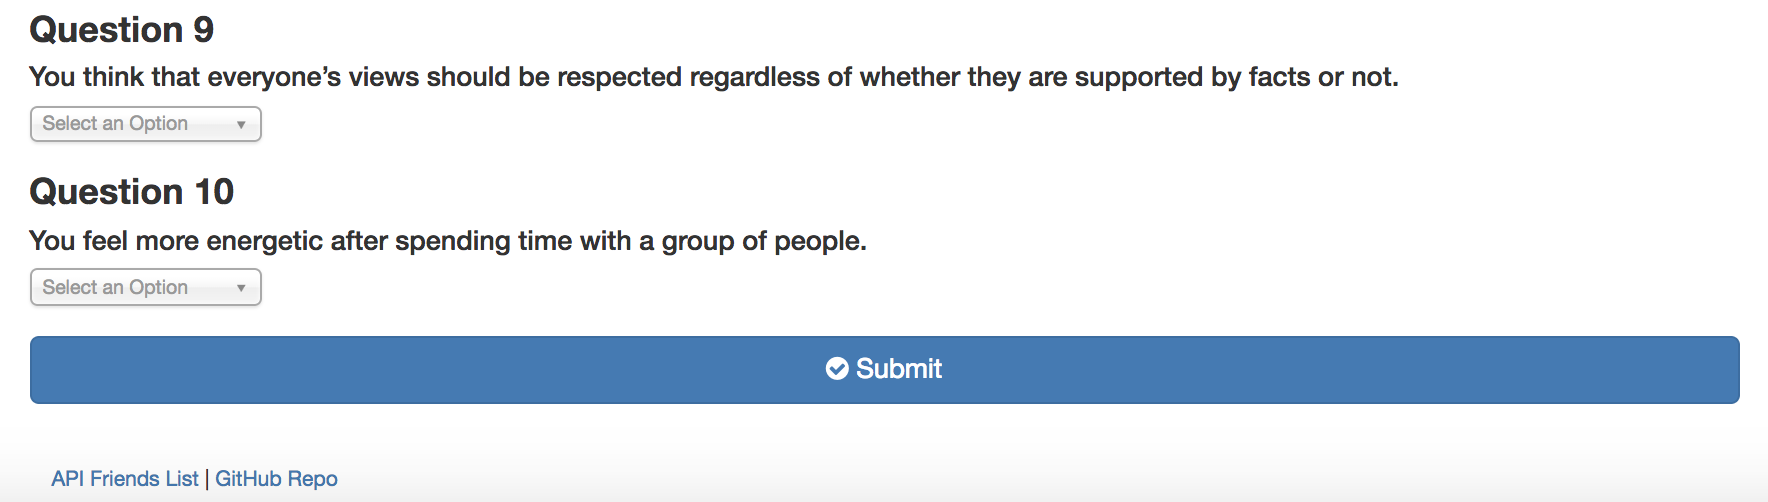 Question 9
You think that everyone’s views should be respected regardless of whether they are supported by facts or not.
Select an Option
Question 10
You feel more energetic after spending time with a group of people.
Select an Option
Submit
API Friends List | GitHub Repo